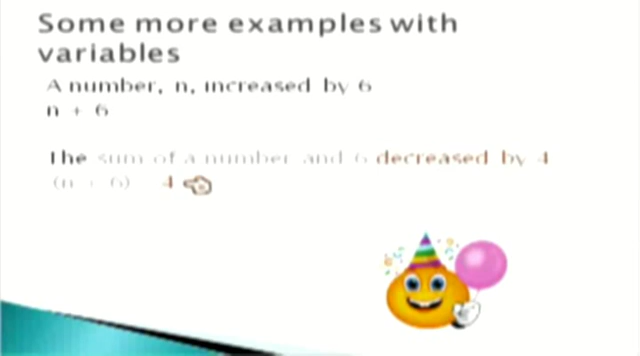 Some more examples with
variables
A number, n, increased by 6
n + 6
The sum of a number and 6 decreased by 4
(n + 6) 4